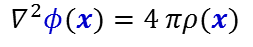 ∇²ϕ(x) = 4 πρ(x)